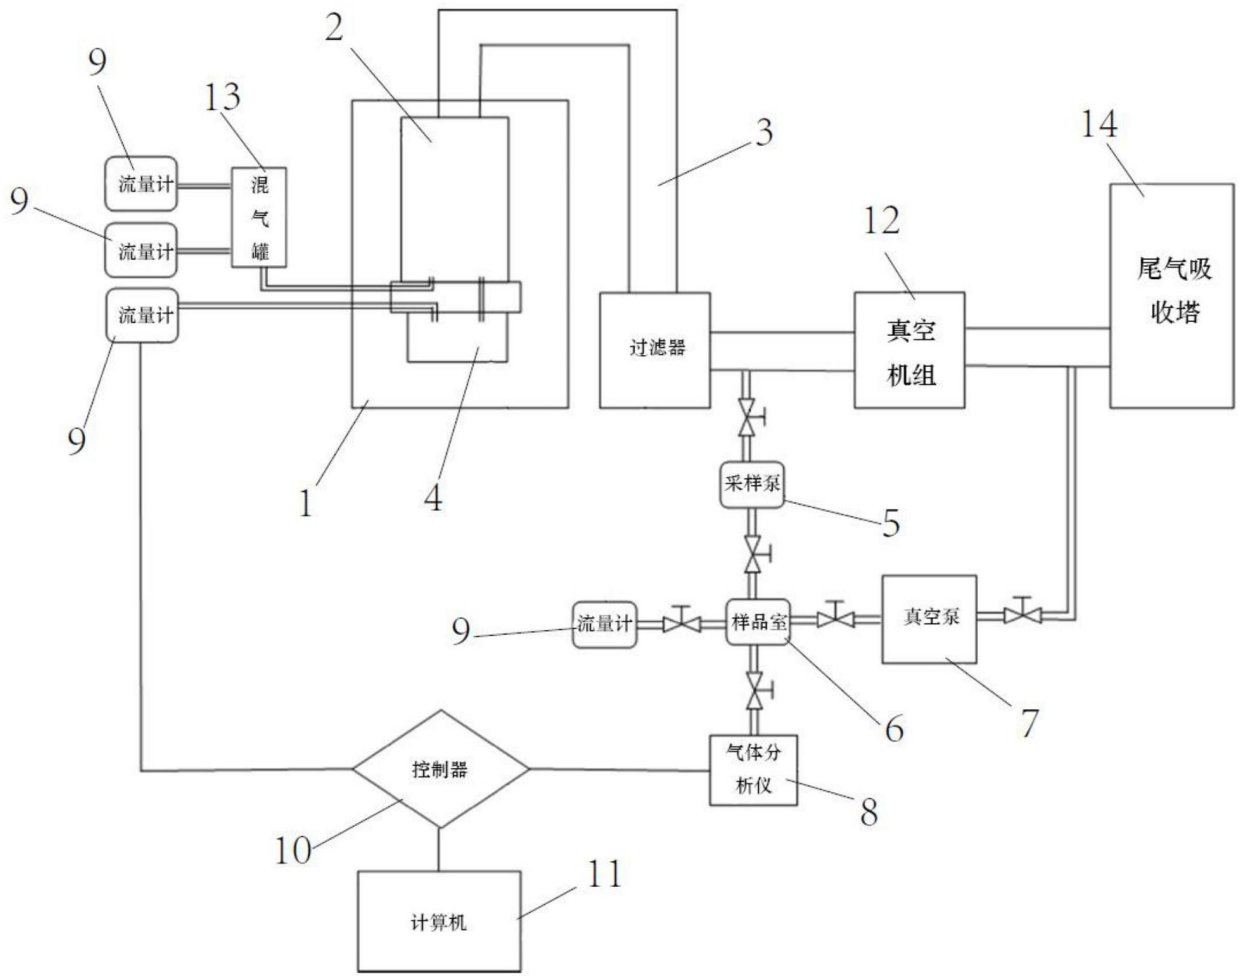 2
9
13
3
14
流量计
混
气
罐
9
12
流量计
尾气吸
收塔
流量计
真空
机组
过滤器
9
4
1
采样泵
5
9
流量计
样品室
真空泵
6
7
气体分
析仪
控制器
8
10
11
计算机